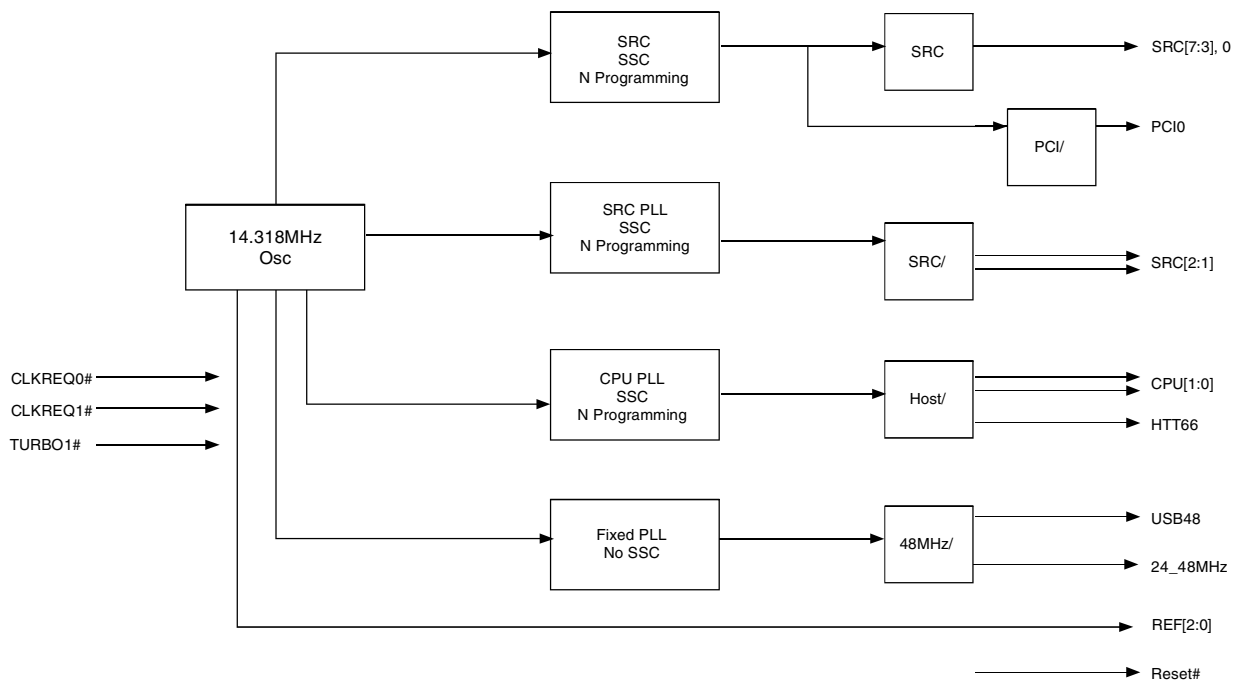 SRC
SSC
N Programming
SRC
SRC[7:3], 0
PCI/
PCI0
14.318MHz
Osc
SRC PLL
SSC
N Programming
SRC/
SRC[2:1]
CLKREQ0#
CLKREQ1#
TURBO1#
CPU PLL
SSC
N Programming
Host/
CPU[1:0]
HTT66
Fixed PLL
No SSC
48MHz/
USB48
24_48MHz
REF[2:0]
Reset#